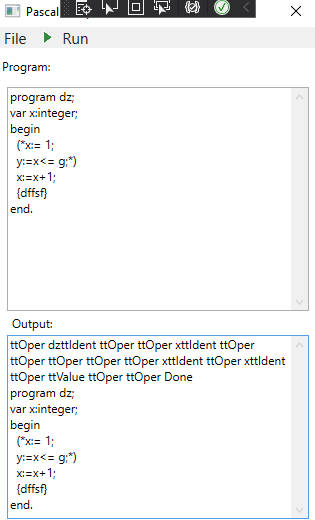 Pascal
File Run
Program:
program dz;
var x:integer;
begin
(*x:= 1;
y:=x<= g;*)
x:=x+1;
{dffsf}
end.
Output:
ttOper dzttIdent ttOper ttOper xttIdent ttOper
ttOper ttOper ttOper ttOper xttIdent ttOper xttIdent
ttOper ttValue ttOper ttOper Done
program dz;
var x:integer;
begin
(*x:= 1;
y:=x<= g;*)
x:=x+1;
{dffsf}
end.